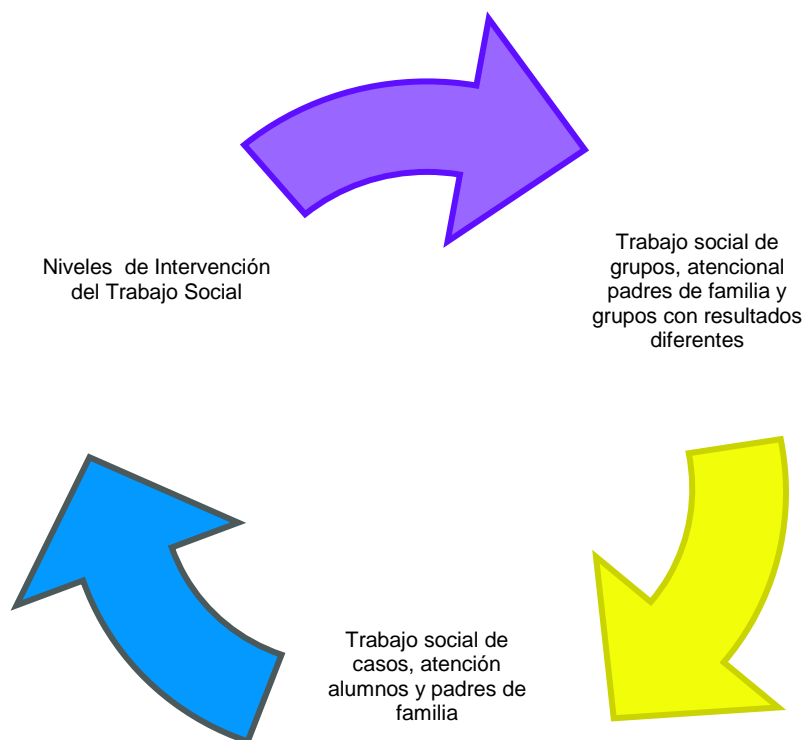 Niveles  de Intervención
del Trabajo Social
Trabajo social de
grupos, atencional
padres de familia y
grupos con resultados
diferentes
Trabajo social de
casos, atención
alumnos y padres de
familia